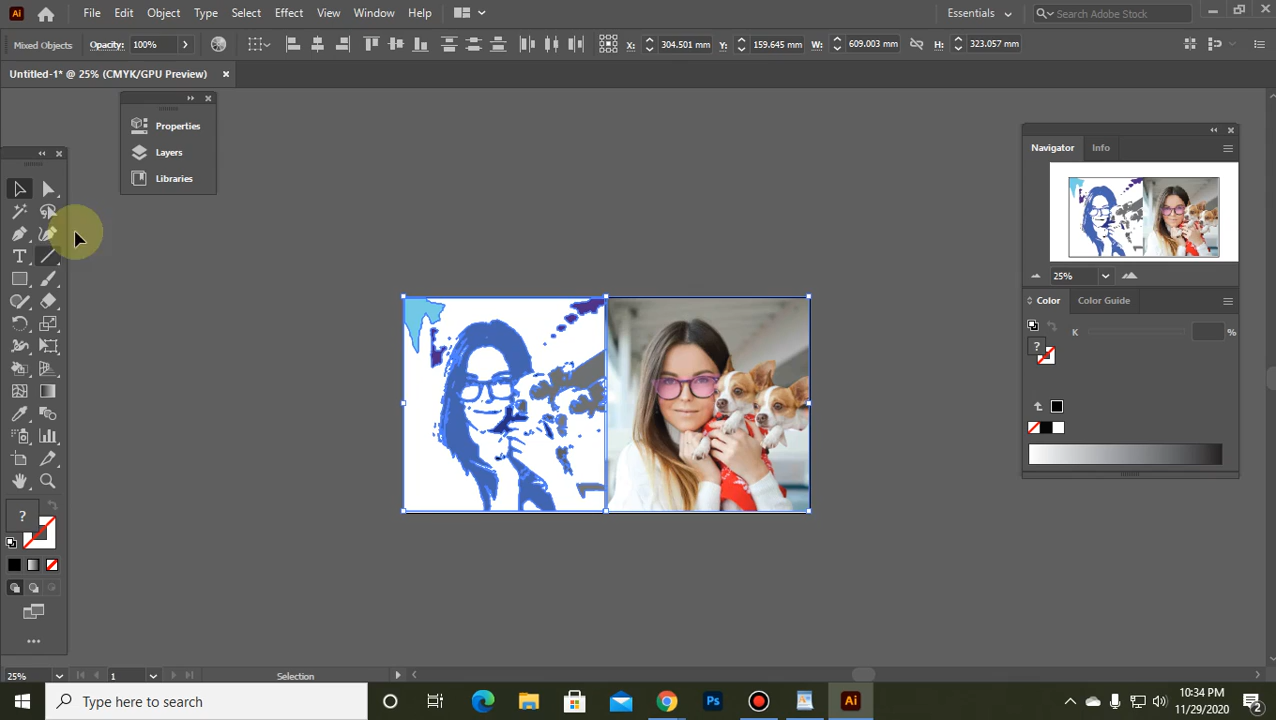 Ai File Edit Object Type Select Effect View Window Help Essentials Search Adobe Stock
Mixed Objects Opacity: 100% X: 304.501 mm Y: 159.645 mm W: 609.003 mm H: 323.057 mm
Untitled-1* @ 25% (CMYK/GPU Preview)
Properties
Layers
Libraries
Navigator Info
25%
Color Color Guide
K %
T
?
?
25% 1 Selection
Type here to search Ps Ai 10:34 PM
11/29/2020 2